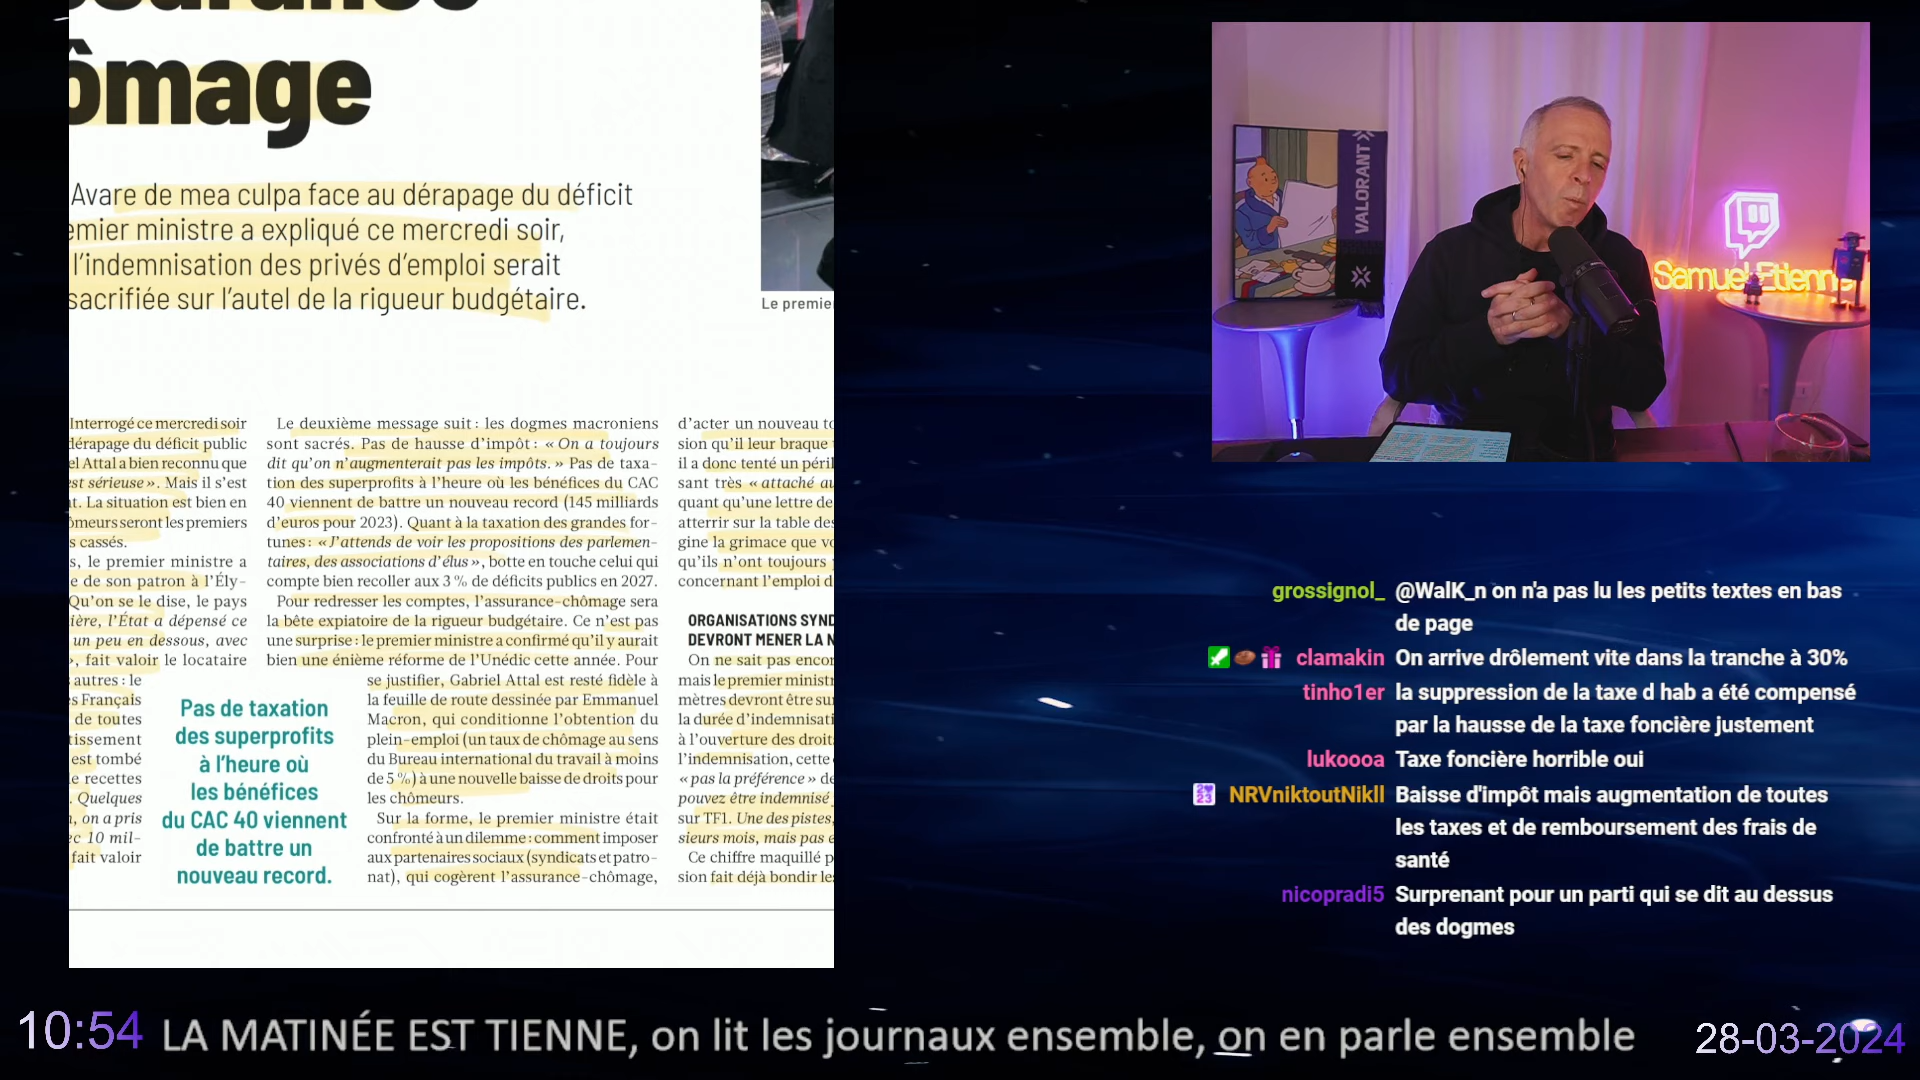 ômage
Avare de mea culpa face au dérapage du déficit
emier ministre a expliqué ce mercredi soir,
l’indemnisation des privés d’emploi serait
sacrifiée sur l’autel de la rigueur budgétaire.
Le premie
Interrogé ce mercredi soir
dérapage du déficit public
el Attal a bien reconnu que
est sérieuse ». Mais il s’est
t. La situation est bien en
ômeurs seront les premiers
s cassés.
s, le premier ministre a
e de son patron à l’Ély-
Qu’on se le dise, le pays
ière, l’État a dépensé ce
un peu en dessous, avec
», fait valoir le locataire
autres : le
s Français
de toutes
tissement
est tombé
e recettes
. Quelques
, on a pris
c 10 mil-
fait valoir
Pas de taxation
des superprofits
à l’heure où
les bénéfices
du CAC 40 viennent
de battre un
nouveau record.
Le deuxième message suit : les dogmes macroniens
sont sacrés. Pas de hausse d’impôt : « On a toujours
dit qu’on n’augmenterait pas les impôts. » Pas de taxa-
tion des superprofits à l’heure où les bénéfices du CAC
40 viennent de battre un nouveau record (145 milliards
d’euros pour 2023). Quant à la taxation des grandes for-
tunes : « J’attends de voir les propositions des parlemen-
taires, des associations d’élus », botte en touche celui qui
compte bien recoller aux 3 % de déficits publics en 2027.
Pour redresser les comptes, l’assurance-chômage sera
la bête expiatoire de la rigueur budgétaire. Ce n’est pas
une surprise : le premier ministre a confirmé qu’il y aurait
bien une énième réforme de l’Unédic cette année. Pour
se justifier, Gabriel Attal est resté fidèle à
la feuille de route dessinée par Emmanuel
Macron, qui conditionne l’obtention du
plein-emploi (un taux de chômage au sens
du Bureau international du travail à moins
de 5 %) à une nouvelle baisse de droits pour
les chômeurs.
Sur la forme, le premier ministre était
confronté à un dilemme : comment imposer
aux partenaires sociaux (syndicats et patro-
nat), qui cogèrent l’assurance-chômage,
d’acter un nouveau to
sion qu’il leur braque
il a donc tenté un péril
sant très « attaché au
quant qu’une lettre de
atterrir sur la table des
gine la grimace que vo
qu’ils n’ont toujours
concernant l’emploi d
ORGANISATIONS SYND
DEVRONT MENER LA N
On ne sait pas encor
mais le premier ministr
mètres devront être sur
la durée d’indemnisati
à l’ouverture des droit
l’indemnisation, cette
« pas la préférence » de
pouvez être indemnisé
sur TF1. Une des pistes,
sieurs mois, mais pas e
Ce chiffre maquillé p
sion fait déjà bondir les
VALORANT
Samuel Etienne
grossignol_ @WalK_n on n'a pas lu les petits textes en bas
de page
clamakin On arrive drôlement vite dans la tranche à 30%
tinho1er la suppression de la taxe d hab a été compensé
par la hausse de la taxe foncière justement
lukoooa Taxe foncière horrible oui
NRVniktoutNikll Baisse d'impôt mais augmentation de toutes
les taxes et de remboursement des frais de
santé
nicopradi5 Surprenant pour un parti qui se dit au dessus
des dogmes
10:54 LA MATINÉE EST TIENNE, on lit les journaux ensemble, on en parle ensemble 28-03-2024